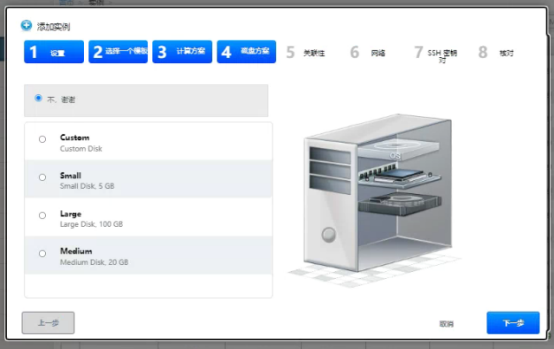 添加实例
1 设置
2 选择一个模板
3 计算方案
4 磁盘方案
5 关联性
6 网络
7 SSH 密钥
对
8 核对
不，谢谢
Custom
Custom Disk
Small
Small Disk, 5 GB
Large
Large Disk, 100 GB
Medium
Medium Disk, 20 GB
OS
上一步
取消
下一步